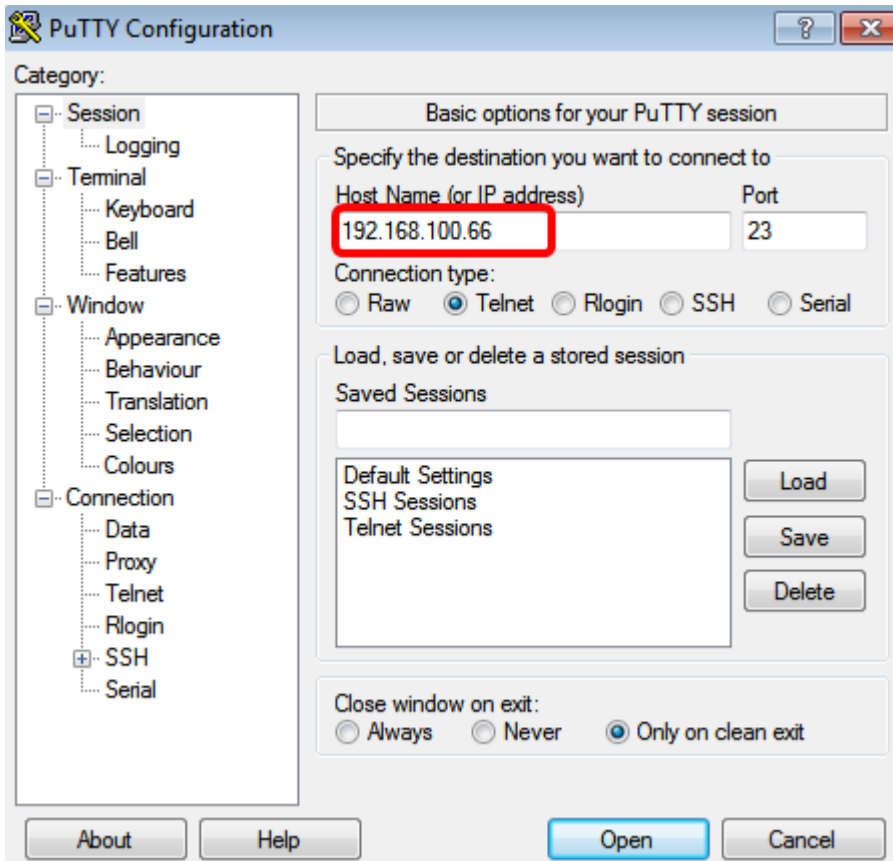 PuTTY Configuration
?
Category:
Session
Logging
Terminal
Keyboard
Bell
Features
Window
Appearance
Behaviour
Translation
Selection
Colours
Connection
Data
Proxy
Telnet
Rlogin
SSH
Serial
Basic options for your PuTTY session
Specify the destination you want to connect to
Host Name (or IP address) Port
192.168.100.66 23
Connection type:
Raw Telnet Rlogin SSH Serial
Load, save or delete a stored session
Saved Sessions
Default Settings
SSH Sessions
Telnet Sessions
Load
Save
Delete
Close window on exit:
Always Never Only on clean exit
About Help Open Cancel